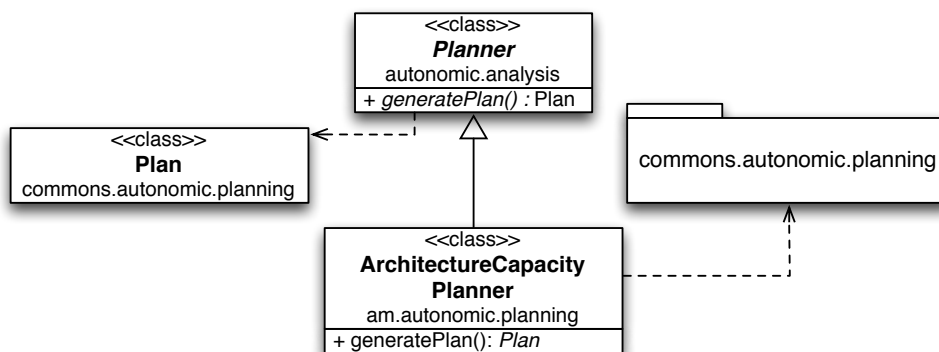 <<class>>
Planner
autonomic.analysis
+ generatePlan() : Plan
<<class>>
Plan
commons.autonomic.planning
commons.autonomic.planning
<<class>>
ArchitectureCapacity
Planner
am.autonomic.planning
+ generatePlan(): Plan